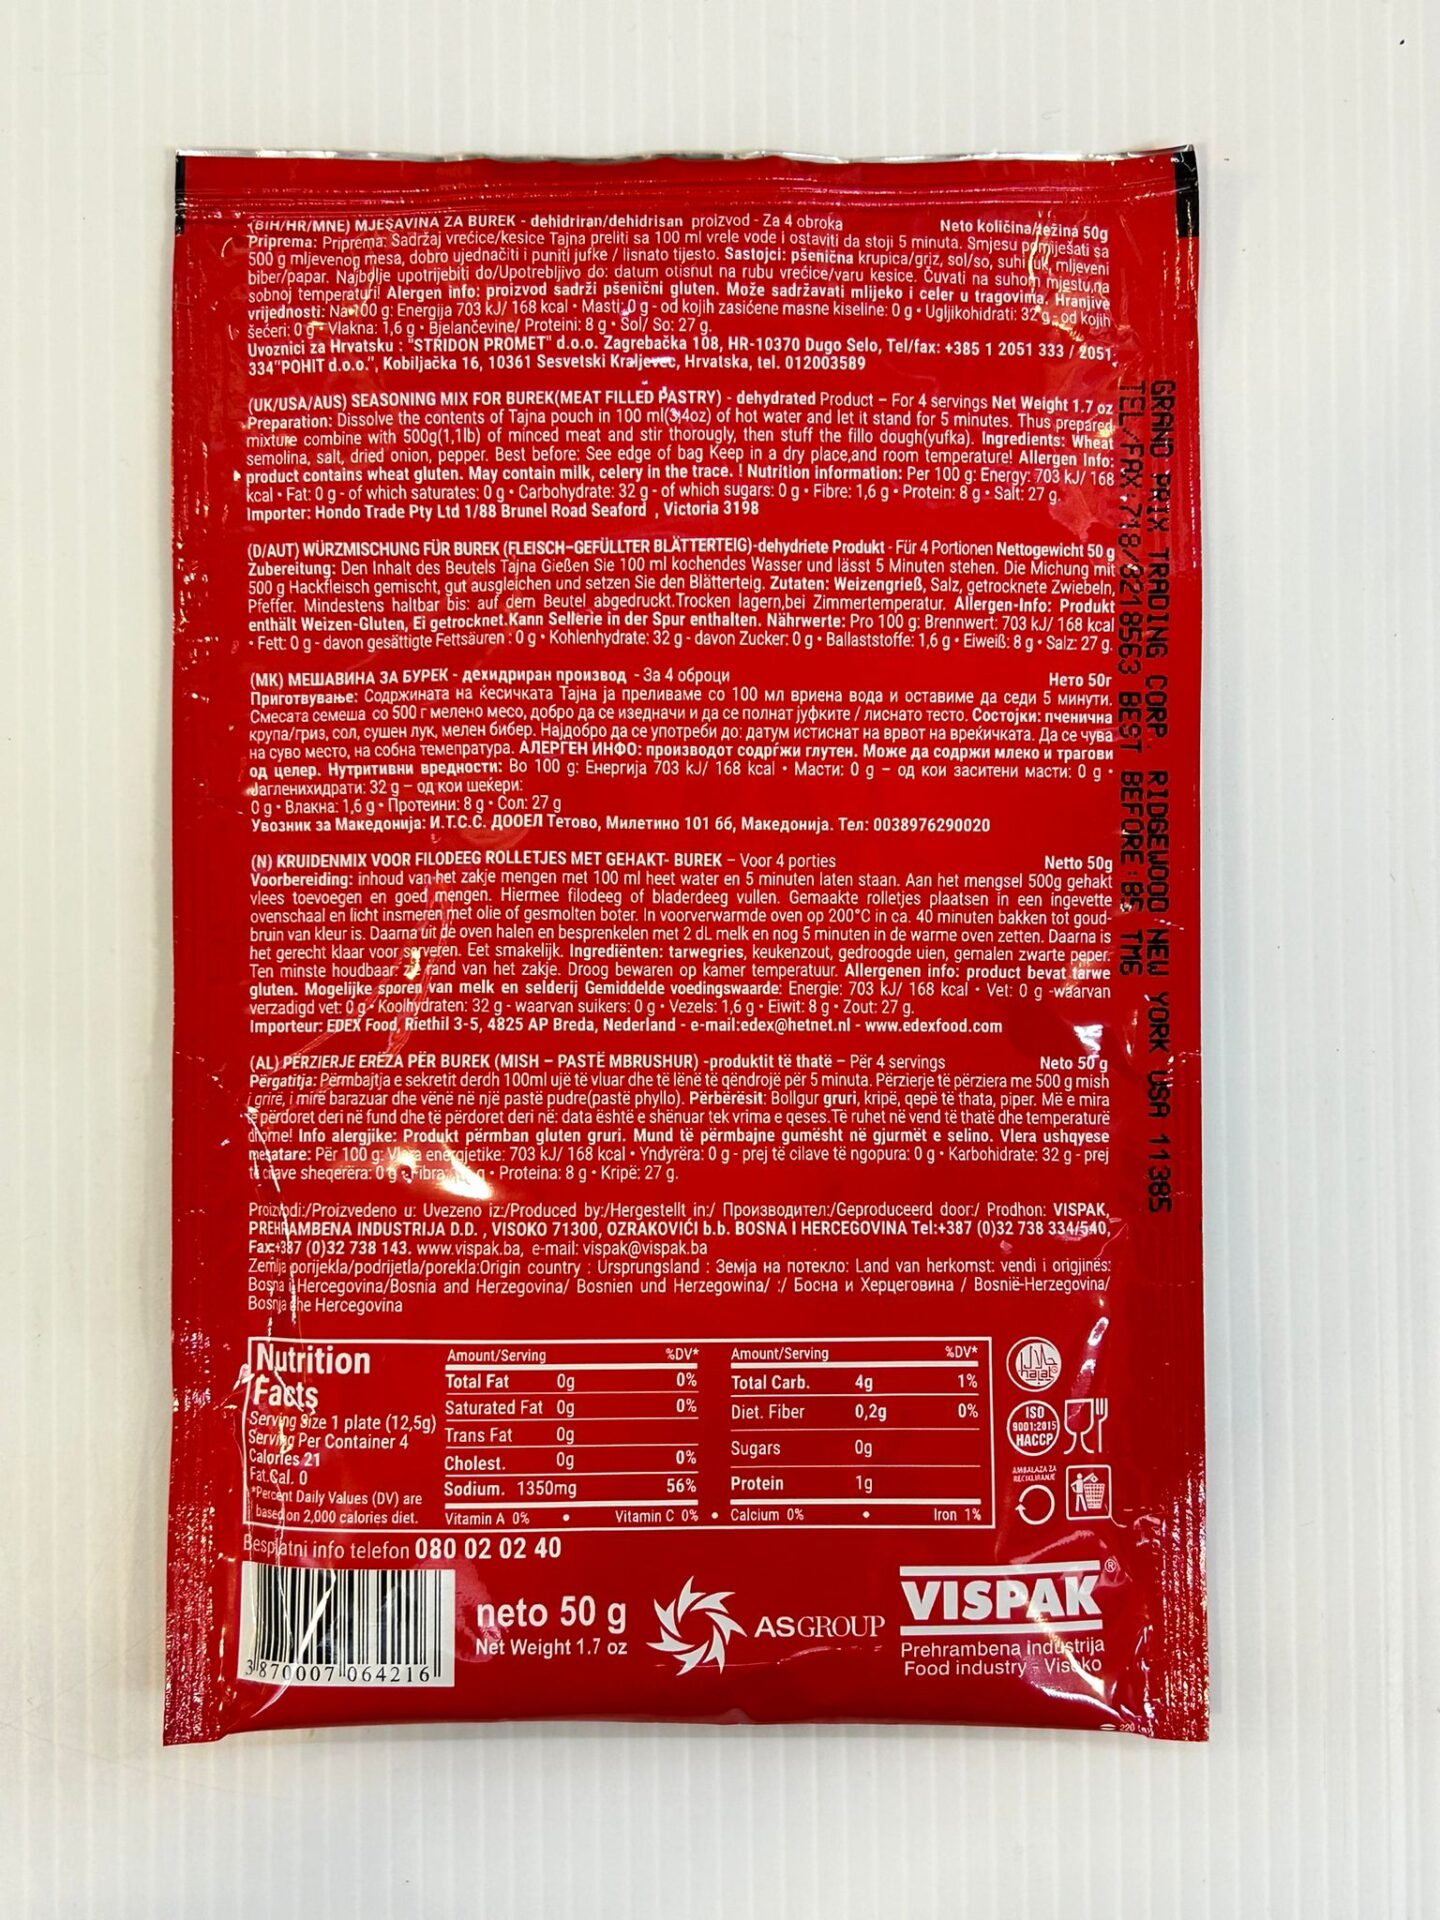 (BIH/HR/MNE) MJEŠAVINA ZA BUREK - dehidriran/dehidrisan proizvod - Za 4 obroka Neto količina/težina 50g
Priprema: Priprema: Sadržaj vrećice/kesice Tajna preliti sa 100 ml vrele vode i ostaviti da stoji 5 minuta. Smjesu pomiješati sa
500 g mljevenog mesa, dobro ujednačiti i puniti jufke / lisnato tijesto. Sastojci: pšenična krupica/griz, sol/so, suhi luk, mljeveni
biber/papar. Najbolje upotrijebiti do/Upotrebljivo do: datum otisnut na rubu vrećice/varu kesice. Čuvati na suhom mjestu,na
sobnoj temperaturi! Alergen info: proizvod sadrži pšenični gluten. Može sadržavati mlijeko i celer u tragovima. Hranjive
vrijednosti: Na 100 g: Energija 703 kJ/ 168 kcal • Masti: 0 g - od kojih zasićene masne kiseline: 0 g • Ugljikohidrati: 32 g - od kojih
šećeri: 0 g • Vlakna: 1,6 g • Bjelančevine/ Proteini: 8 g • Sol/ So: 27 g.
Uvoznici za Hrvatsku : "STRIDON PROMET" d.o.o. Zagrebačka 108, HR-10370 Dugo Selo, Tel/fax: +385 1 2051 333 / 2051
334"POHIT d.o.o.", Kobiljačka 16, 10361 Sesvetski Kraljevec, Hrvatska, tel. 012003589
(UK/USA/AUS) SEASONING MIX FOR BUREK(MEAT FILLED PASTRY) - dehydrated Product – For 4 servings Net Weight 1.7 oz
Preparation: Dissolve the contents of Tajna pouch in 100 ml(3,4oz) of hot water and let it stand for 5 minutes. Thus prepared
mixture combine with 500g(1,1lb) of minced meat and stir thorougly, then stuff the fillo dough(yufka). Ingredients: Wheat
semolina, salt, dried onion, pepper. Best before: See edge of bag Keep in a dry place,and room temperature! Allergen Info:
product contains wheat gluten. May contain milk, celery in the trace. ! Nutrition information: Per 100 g: Energy: 703 kJ/ 168
kcal • Fat: 0 g - of which saturates: 0 g • Carbohydrate: 32 g - of which sugars: 0 g • Fibre: 1,6 g • Protein: 8 g • Salt: 27 g.
Importer: Hondo Trade Pty Ltd 1/88 Brunel Road Seaford , Victoria 3198
(D/AUT) WÜRZMISCHUNG FÜR BUREK (FLEISCH-GEFÜLLTER BLÄTTERTEIG)-dehydriete Produkt - Für 4 Portionen Nettogewicht 50 g
Zubereitung: Den Inhalt des Beutels Tajna Gießen Sie 100 ml kochendes Wasser und lässt 5 Minuten stehen. Die Michung mit
500 g Hackfleisch gemischt, gut ausgleichen und setzen Sie den Blätterteig. Zutaten: Weizengrieß, Salz, getrocknete Zwiebeln,
Pfeffer. Mindestens haltbar bis: auf dem Beutel abgedruckt.Trocken lagern,bei Zimmertemperatur. Allergen-Info: Produkt
enthält Weizen-Gluten, Ei getrocknet.Kann Sellerie in der Spur enthalten. Nährwerte: Pro 100 g: Brennwert: 703 kJ/ 168 kcal
• Fett: 0 g - davon gesättigte Fettsäuren : 0 g • Kohlenhydrate: 32 g - davon Zucker: 0 g • Ballaststoffe: 1,6 g • Eiweiß: 8 g • Salz: 27 g.
(MK) МЕШАВИНА ЗА БУРЕК - дехидриран производ - За 4 оброци Нето 50г
Приготвување: Содржината на ќесичката Тајна ја преливаме со 100 мл вриена вода и оставиме да седи 5 минути.
Смесата семеша со 500 г мелено месо, добро да се изедначи и да се полнат јуфките / лиснато тесто. Состојки: пченична
крупа/гриз, сол, сушен лук, мелен бибер. Најдобро да се употреби до: датум истиснат на врвот на вреќичката. Да се чува
на суво место, на собна темепратура. АЛЕРГЕН ИНФО: производот содргжи глутен. Може да содржи млеко и трагови
од целер. Нутритивни вредности: Во 100 g: Енергија 703 kJ/ 168 kcal • Масти: 0 g – од кои заситени масти: 0 g •
Јагленихидрати: 32 g – од кои шеќери:
0 g • Влакна: 1,6 g • Протеини: 8 g • Сол: 27 g
Увозник за Македонија: И.Т.С.С. ДООЕЛ Тетово, Милетино 101 бб, Македонија. Тел: 0038976290020
(N) KRUIDENMIX VOOR FILODEEG ROLLETJES MET GEHAKT- BUREK – Voor 4 porties Netto 50g
Voorbereiding: inhoud van het zakje mengen met 100 ml heet water en 5 minuten laten staan. Aan het mengsel 500g gehakt
vlees toevoegen en goed mengen. Hiermee filodeeg of bladerdeeg vullen. Gemaakte rolletjes plaatsen in een ingevette
ovenschaal en licht insmeren met olie of gesmolten boter. In voorverwarmde oven op 200°C in ca. 40 minuten bakken tot goud-
bruin van kleur is. Daarna uit de oven halen en besprenkelen met 2 dL melk en nog 5 minuten in de warme oven zetten. Daarna is
het gerecht klaar voor serveren. Eet smakelijk. Ingrediënten: tarwegries, keukenzout, gedroogde uien, gemalen zwarte peper.
Ten minste houdbaar: zie rand van het zakje. Droog bewaren op kamer temperatuur. Allergenen info: product bevat tarwe
gluten. Mogelijke sporen van melk en selderij Gemiddelde voedingswaarde: Energie: 703 kJ/ 168 kcal • Vet: 0 g -waarvan
verzadigd vet: 0 g • Koolhydraten: 32 g - waarvan suikers: 0 g • Vezels: 1,6 g • Eiwit: 8 g • Zout: 27 g.
Importeur: EDEX Food, Riethil 3-5, 4825 AP Breda, Nederland - e-mail:edex@hetnet.nl - www.edexfood.com
(AL) PËRZIERJE ERËZA PËR BUREK (MISH – PASTË MBRUSHUR) -produktit të thatë – Për 4 servings Neto 50 g
Përgatitja: Përmbajtja e sekretit derdh 100ml ujë të vluar dhe të lënë të qëndrojë për 5 minuta. Përzierje të përziera me 500 g mish
i grirë, i mirë barazuar dhe vënë në një pastë pudre(pastë phyllo). Përbërësit: Bollgur gruri, kripë, qepë të thata, piper. Më e mira
të përdoret deri në fund dhe të përdoret deri në: data është e shënuar tek vrima e qeses.Të ruhet në vend të thatë dhe temperaturë
dhome! Info alergjike: Produkt përmban gluten gruri. Mund të përmbajne gumësht në gjurmët e selino. Vlera ushqyese
mesatare: Për 100 g: Vlera energjetike: 703 kJ/ 168 kcal • Yndyrëra: 0 g - prej të cilave të ngopura: 0 g • Karbohidrate: 32 g - prej
të cilave sheqerëra: 0 g • Fibra: g • Proteina: 8 g • Kripë: 27 g.
Proizvodi:/Proizvedeno u: Uvezeno iz:/Produced by:/Hergestellt in:/ Производител:/Geproduceerd door:/ Prodhon: VISPAK,
PREHRAMBENA INDUSTRIJA D.D. , VISOKO 71300, OZRAKOVIĆI b.b. BOSNA I HERCEGOVINA Tel:+387 (0)32 738 334/540,
Fax:+387 (0)32 738 143. www.vispak.ba, e-mail: vispak@vispak.ba
Zemlja porijekla/podrijetla/porekla:Origin country : Ursprungsland : Земја на потекло: Land van herkomst: vendi i origjinës:
Bosna i Hercegovina/Bosnia and Herzegovina/ Bosnien und Herzegowina/ :/ Босна и Херцеговина / Bosnië-Herzegovina/
Bosnja dhe Hercegovina
GRAND PRIX TRADING CORP. RIDGEWOOD NEW YORK USA 11385
TEL/FAX:718/8218563 BEST BEFORE:85 TMG
Nutrition
Facts
Serving Size 1 plate (12,5g)
Serving Per Container 4
Calories 21
Fat.Cal. 0
*Percent Daily Values (DV) are
based on 2,000 calories diet.
Amount/Serving %DV*
Total Fat 0g 0%
Saturated Fat 0g 0%
Trans Fat 0g
Cholest. 0g 0%
Sodium. 1350mg 56%
Amount/Serving %DV*
Total Carb. 4g 1%
Diet. Fiber 0,2g 0%
Sugars 0g
Protein 1g
Vitamin A 0% • Vitamin C 0% • Calcium 0% • Iron 1%
حلال
halal
ISO
9001:2015
HACCP
AMBALAŽA ZA
RECIKLIRANJE
Besplatni info telefon 080 02 02 40
3870007064216
neto 50 g
Net Weight 1.7 oz
ASGROUP
VISPAK®
Prehrambena industrija
Food industry - Visoko
220